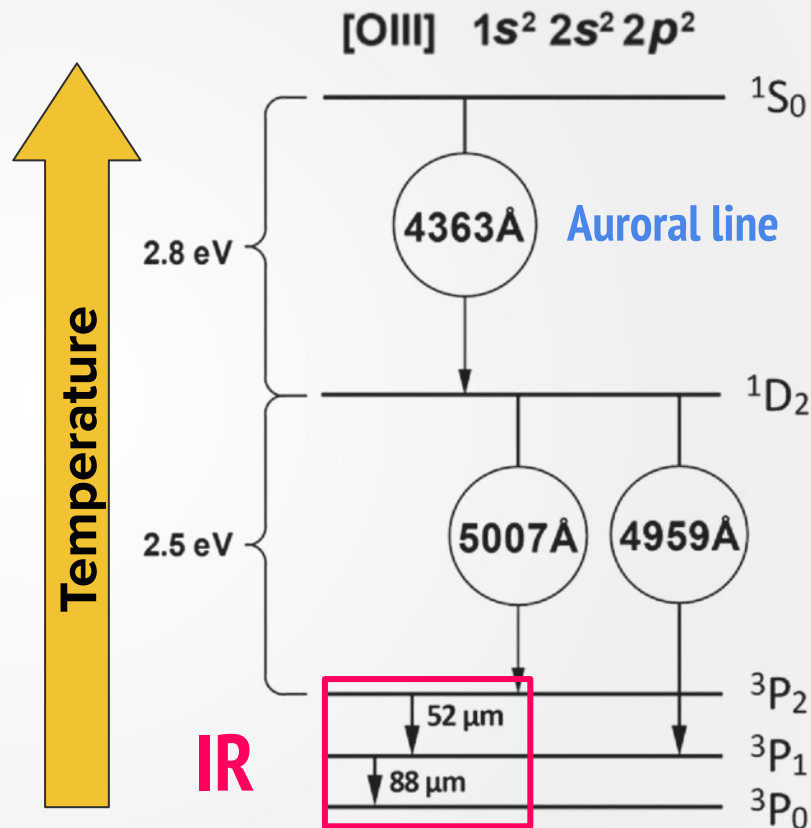 [OIII] 1s² 2s² 2p²
¹S₀
4363Å
Auroral line
2.8 eV
Temperature
¹D₂
5007Å
4959Å
2.5 eV
³P₂
52 μm
IR
³P₁
88 μm
³P₀